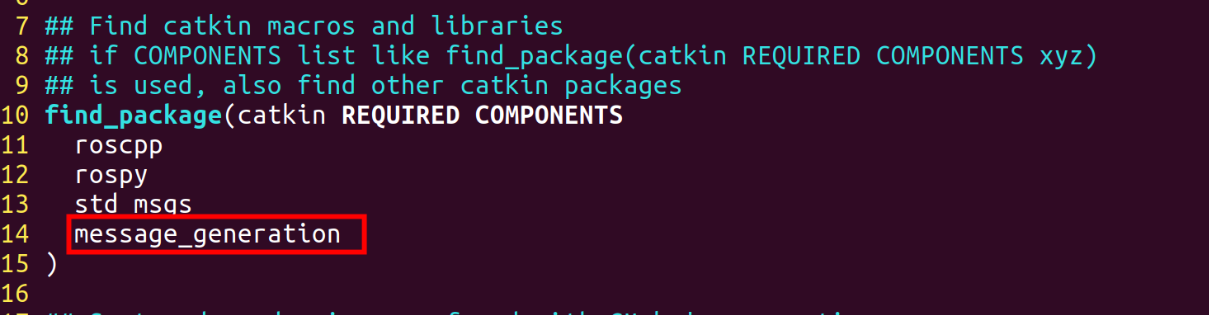 7 ## Find catkin macros and libraries
8 ## if COMPONENTS list like find_package(catkin REQUIRED COMPONENTS xyz)
9 ## is used, also find other catkin packages
10 find_package(catkin REQUIRED COMPONENTS
11 roscpp
12 rospy
13 std_msgs
14 message_generation
15 )
16